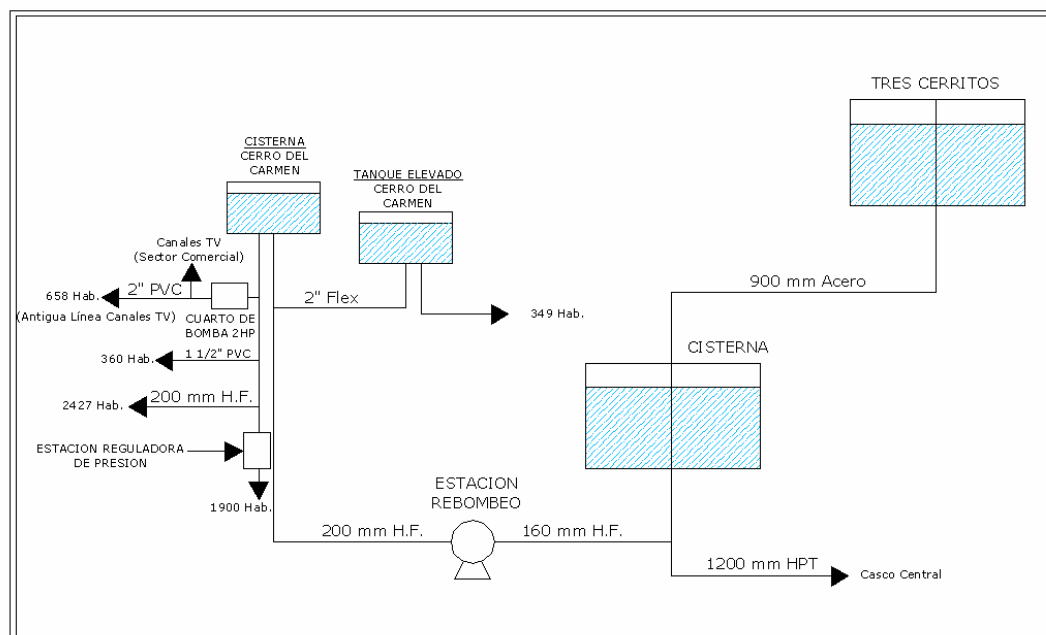 TRES CERRITOS
CISTERNA
CERRO DEL
CARMEN
TANQUE ELEVADO
CERRO DEL
CARMEN
Canales TV
(Sector Comercial)
2" PVC
658 Hab.
(Antigua Línea Canales TV)
CUARTO DE
BOMBA 2HP
2" Flex
349 Hab.
900 mm Acero
1 1/2" PVC
360 Hab.
CISTERNA
200 mm H.F.
2427 Hab.
ESTACION REGULADORA
DE PRESION
1900 Hab.
ESTACION
REBOMBEO
200 mm H.F.
160 mm H.F.
1200 mm HPT
Casco Central